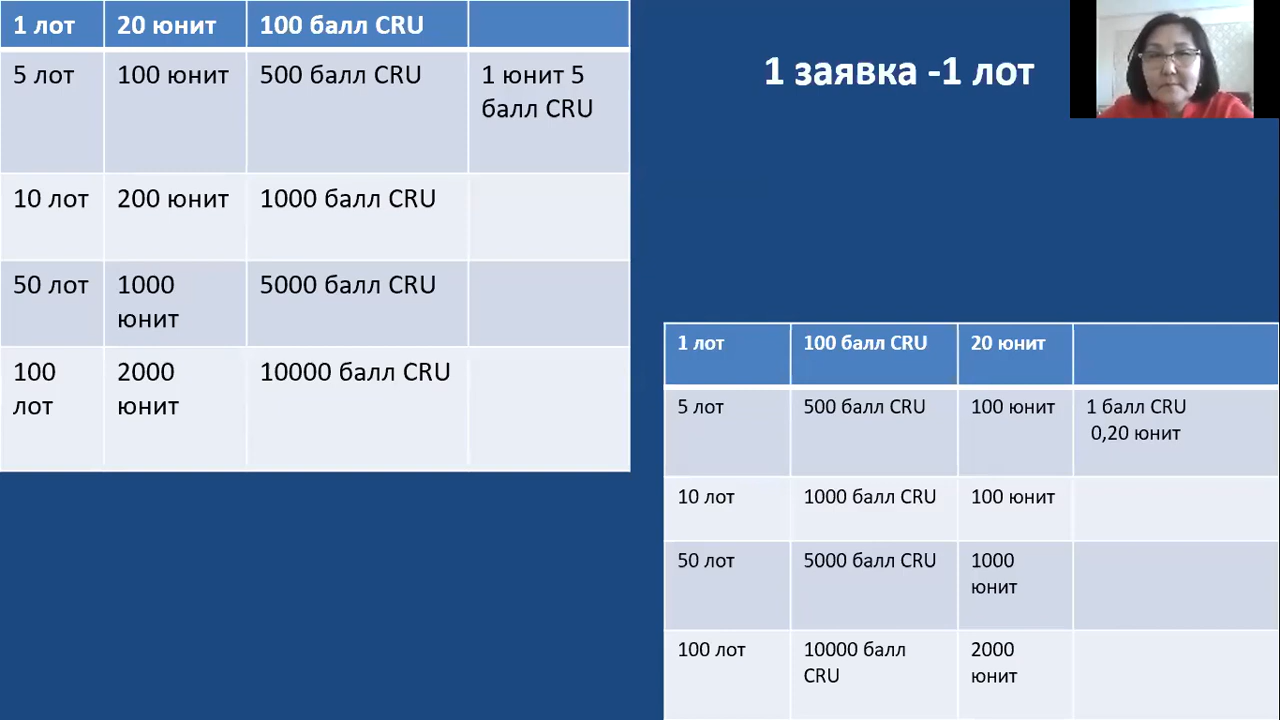 1 лот 20 юнит 100 балл CRU
5 лот 100 юнит 500 балл CRU 1 юнит 5
балл CRU
10 лот 200 юнит 1000 балл CRU
50 лот 1000 5000 балл CRU
юнит
100 2000 10000 балл CRU
лот юнит
1 заявка -1 лот
1 лот 100 балл CRU 20 юнит
5 лот 500 балл CRU 100 юнит 1 балл CRU
0,20 юнит
10 лот 1000 балл CRU 100 юнит
50 лот 5000 балл CRU 1000
юнит
100 лот 10000 балл 2000
CRU юнит